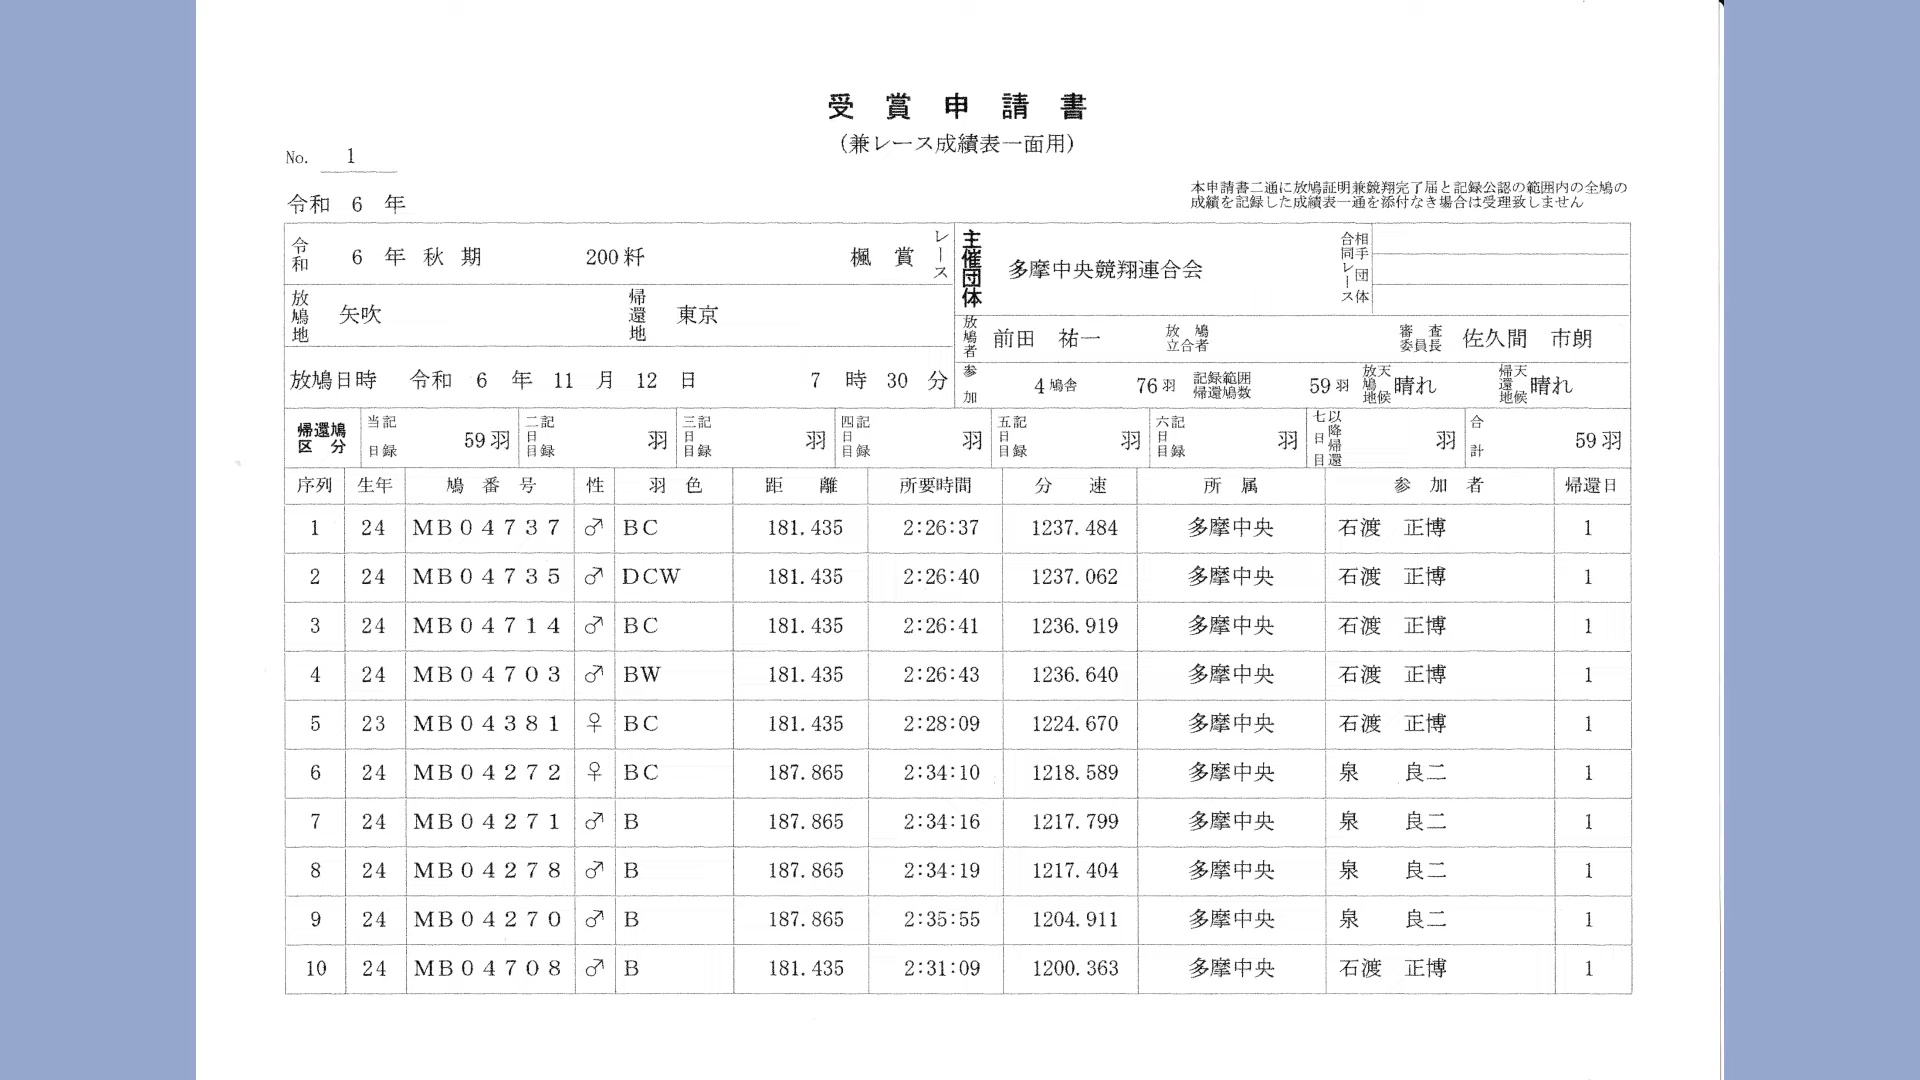 受賞申請書
(兼レース成績表一面用)
No. 1
令和 6 年
本申請書二通に放鳩証明兼競翔完了届と記録公認の範囲内の全鳩の
成績を記録した成績表一通を添付なき場合は受理致しません
令和 6 年 秋 期 200粁 楓 賞 レース
主催団体 多摩中央競翔連合会
合同レース 相手団体
放鳩地 矢吹 帰還地 東京
放鳩者 前田 祐一 放鳩立合者 審査委員長 佐久間 市朗
放鳩日時 令和 6 年 11 月 12 日 7 時 30 分
参加 4鳩舎 76羽 記録範囲帰還鳩数 59羽 放鳩地天候 晴れ 帰還地天候 晴れ
帰還鳩区分 当日記録 59羽 二日目記録 羽 三日目記録 羽 四日目記録 羽 五日目記録 羽 六日目記録 羽 七日目以降帰還 羽 合計 59羽
序列 生年 鳩番号 性 羽色 距離 所要時間 分速 所属 参加者 帰還日
1 24 MB04737 ♂ BC 181.435 2:26:37 1237.484 多摩中央 石渡 正博 1
2 24 MB04735 ♂ DCW 181.435 2:26:40 1237.062 多摩中央 石渡 正博 1
3 24 MB04714 ♂ BC 181.435 2:26:41 1236.919 多摩中央 石渡 正博 1
4 24 MB04703 ♂ BW 181.435 2:26:43 1236.640 多摩中央 石渡 正博 1
5 23 MB04381 ♀ BC 181.435 2:28:09 1224.670 多摩中央 石渡 正博 1
6 24 MB04272 ♀ BC 187.865 2:34:10 1218.589 多摩中央 泉 良二 1
7 24 MB04271 ♂ B 187.865 2:34:16 1217.799 多摩中央 泉 良二 1
8 24 MB04278 ♂ B 187.865 2:34:19 1217.404 多摩中央 泉 良二 1
9 24 MB04270 ♂ B 187.865 2:35:55 1204.911 多摩中央 泉 良二 1
10 24 MB04708 ♂ B 181.435 2:31:09 1200.363 多摩中央 石渡 正博 1